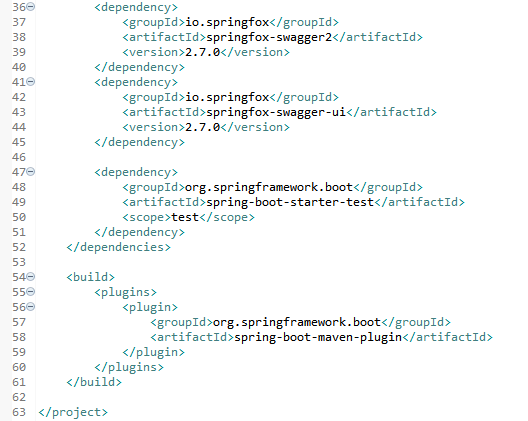 36 <dependency>
37 <groupId>io.springfox</groupId>
38 <artifactId>springfox-swagger2</artifactId>
39 <version>2.7.0</version>
40 </dependency>
41 <dependency>
42 <groupId>io.springfox</groupId>
43 <artifactId>springfox-swagger-ui</artifactId>
44 <version>2.7.0</version>
45 </dependency>
46
47 <dependency>
48 <groupId>org.springframework.boot</groupId>
49 <artifactId>spring-boot-starter-test</artifactId>
50 <scope>test</scope>
51 </dependency>
52 </dependencies>
53
54 <build>
55 <plugins>
56 <plugin>
57 <groupId>org.springframework.boot</groupId>
58 <artifactId>spring-boot-maven-plugin</artifactId>
59 </plugin>
60 </plugins>
61 </build>
62
63 </project>